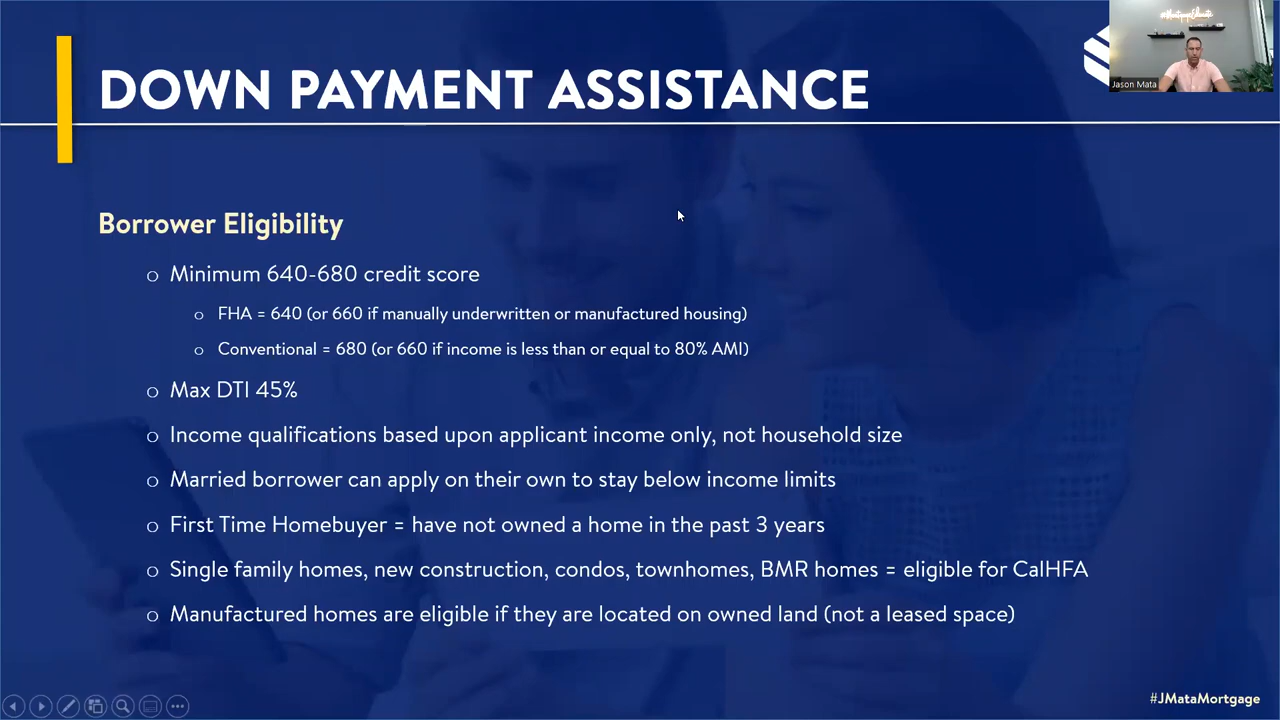 DOWN PAYMENT ASSISTANCE
Jason Mata
Borrower Eligibility
Minimum 640-680 credit score
FHA = 640 (or 660 if manually underwritten or manufactured housing)
Conventional = 680 (or 660 if income is less than or equal to 80% AMI)
Max DTI 45%
Income qualifications based upon applicant income only, not household size
Married borrower can apply on their own to stay below income limits
First Time Homebuyer = have not owned a home in the past 3 years
Single family homes, new construction, condos, townhomes, BMR homes = eligible for CalHFA
Manufactured homes are eligible if they are located on owned land (not a leased space)
#JMataMortgage